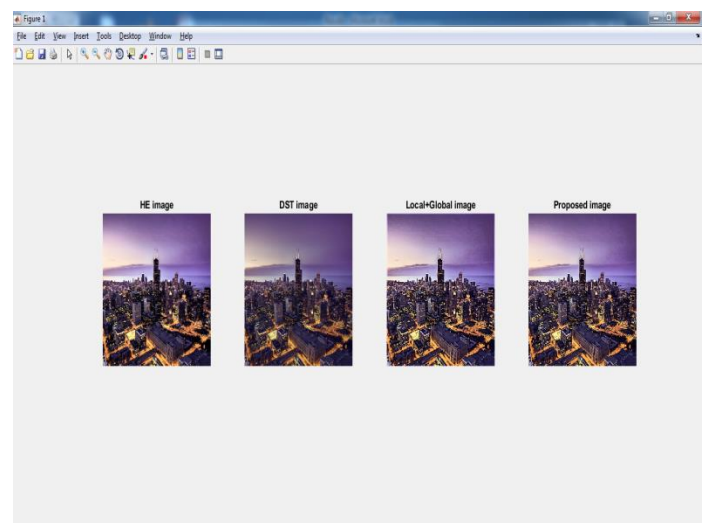 Figure 1
File Edit View Insert Tools Desktop Window Help
HE image DST image Local+Global image Proposed image